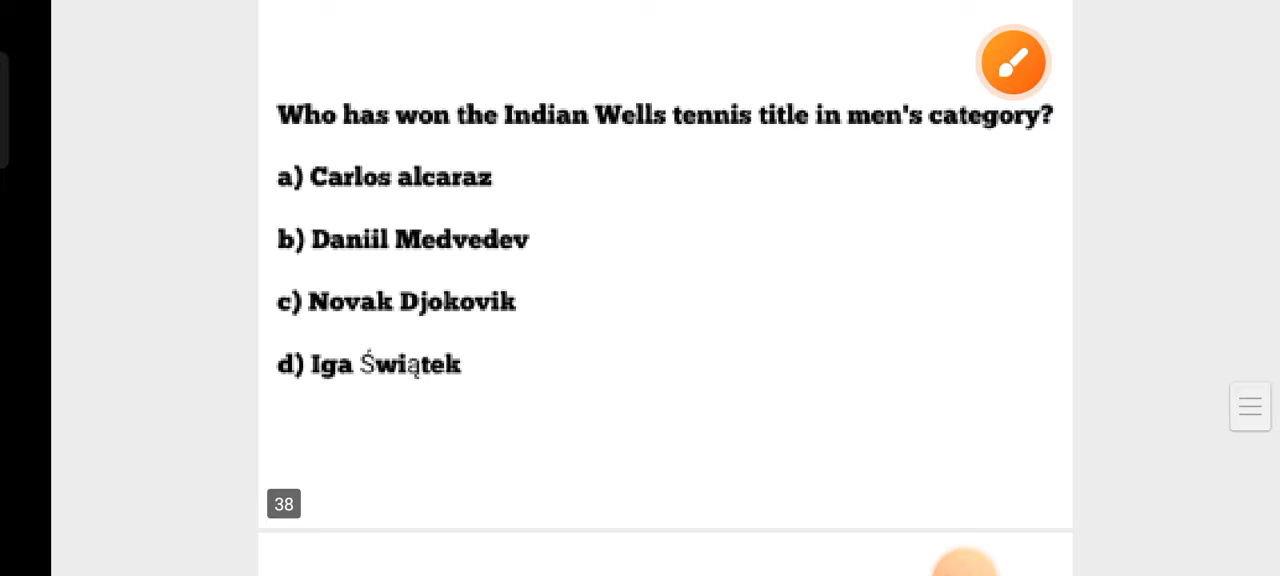 Who has won the Indian Wells tennis title in men's category?
a) Carlos alcaraz
b) Daniil Medvedev
c) Novak Djokovik
d) Iga Świątek
38